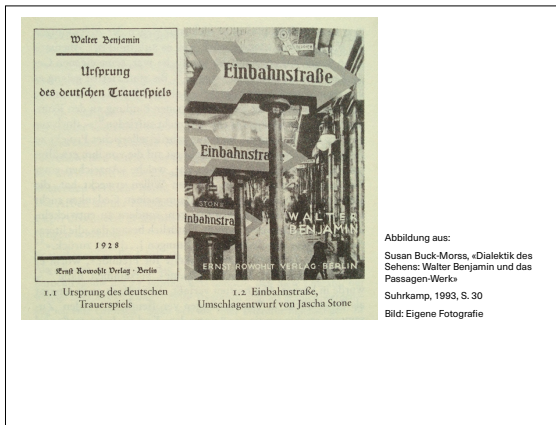 Walter Benjamin
Ursprung
des deutschen Trauerspiels
1928
Ernst Rowohlt Verlag · Berlin
1.1 Ursprung des deutschen
Trauerspiels
Einbahnstraße
Einbahnstra
STONE
inbahnstra
WALTER
BENJAMIN
ERNST ROWOHLT VERLAG · BERLIN
1.2 Einbahnstraße,
Umschlagentwurf von Jascha Stone
Abbildung aus:
Susan Buck-Morss, «Dialektik des
Sehens: Walter Benjamin und das
Passagen-Werk»
Suhrkamp, 1993, S. 30
Bild: Eigene Fotografie